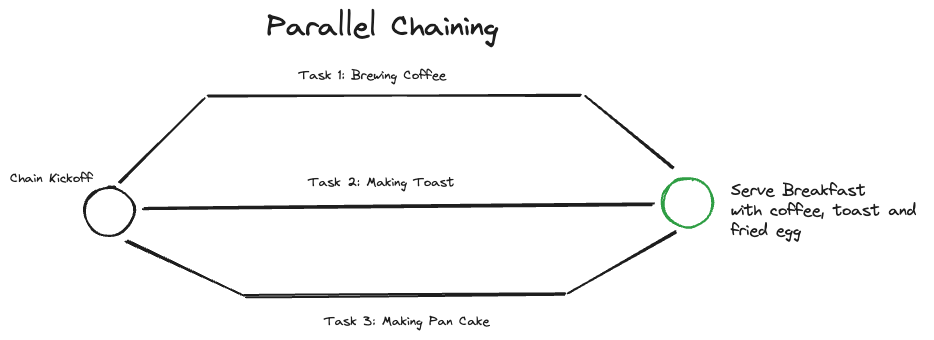 Parallel Chaining
Task 1: Brewing Coffee
Chain Kickoff
Task 2: Making Toast
Serve Breakfast
with coffee, toast and
fried egg
Task 3: Making Pan Cake